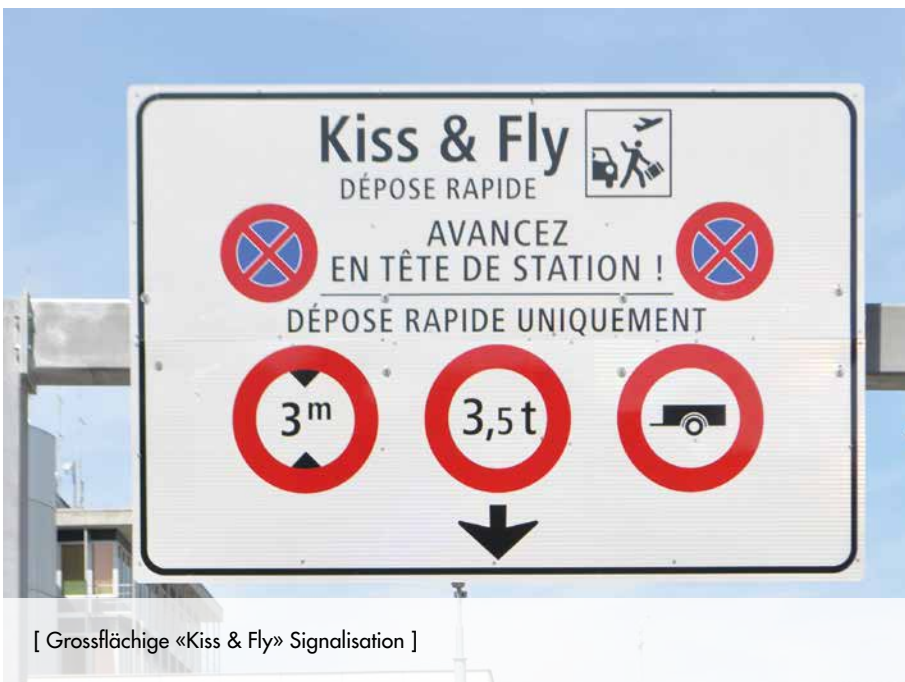 Kiss & Fly
DÉPOSE RAPIDE
AVANCEZ
EN TÊTE DE STATION !
DÉPOSE RAPIDE UNIQUEMENT
3m
3,5t
[ Grossflächige «Kiss & Fly» Signalisation ]